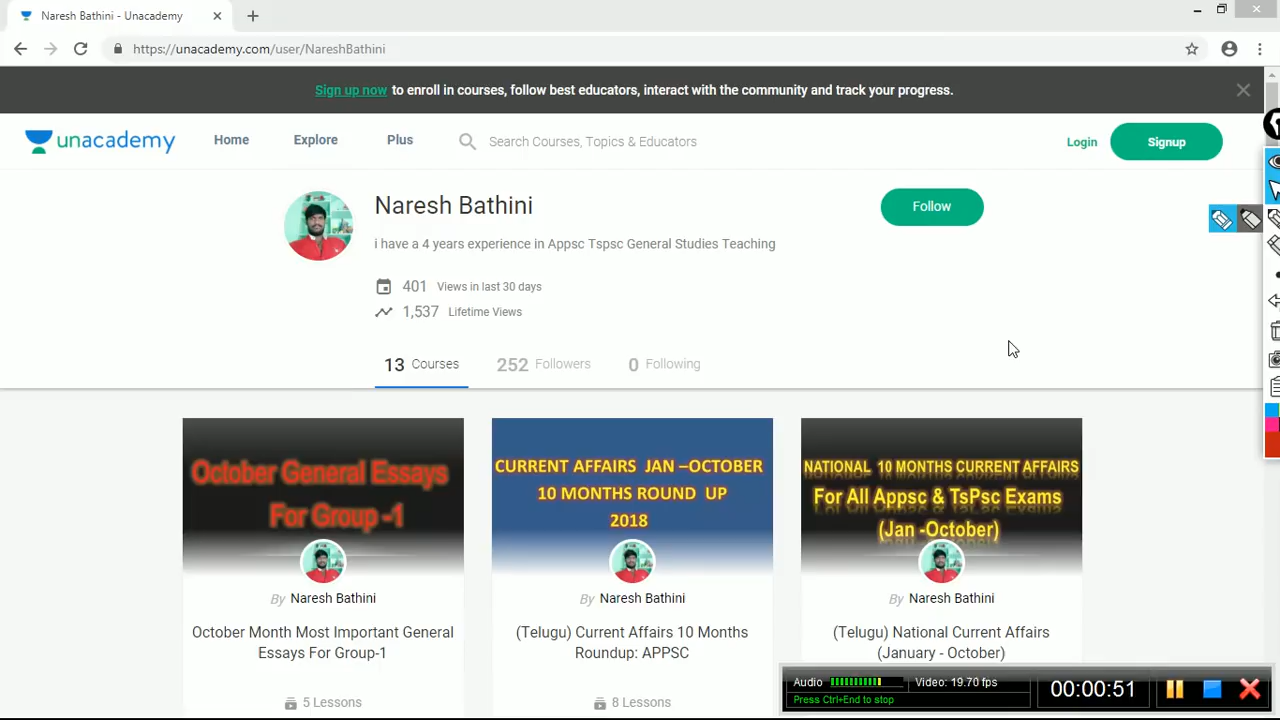 Naresh Bathini - Unacademy
https://unacademy.com/user/NareshBathini
Sign up now to enroll in courses, follow best educators, interact with the community and track your progress.
unacademy Home Explore Plus Search Courses, Topics & Educators Login Signup
Naresh Bathini
Follow
i have a 4 years experience in Appsc Tspsc General Studies Teaching
401 Views in last 30 days
1,537 Lifetime Views
13 Courses 252 Followers 0 Following
October General Essays
For Group -1
By Naresh Bathini
October Month Most Important General
Essays For Group-1
5 Lessons
CURRENT AFFAIRS JAN –OCTOBER
10 MONTHS ROUND UP
2018
By Naresh Bathini
(Telugu) Current Affairs 10 Months
Roundup: APPSC
8 Lessons
NATIONAL 10 MONTHS CURRENT AFFAIRS
For All Appsc & TsPsc Exams
(Jan -October)
By Naresh Bathini
(Telugu) National Current Affairs
(January - October)
Audio Video: 19.70 fps
Press Ctrl+End to stop
00:00:51